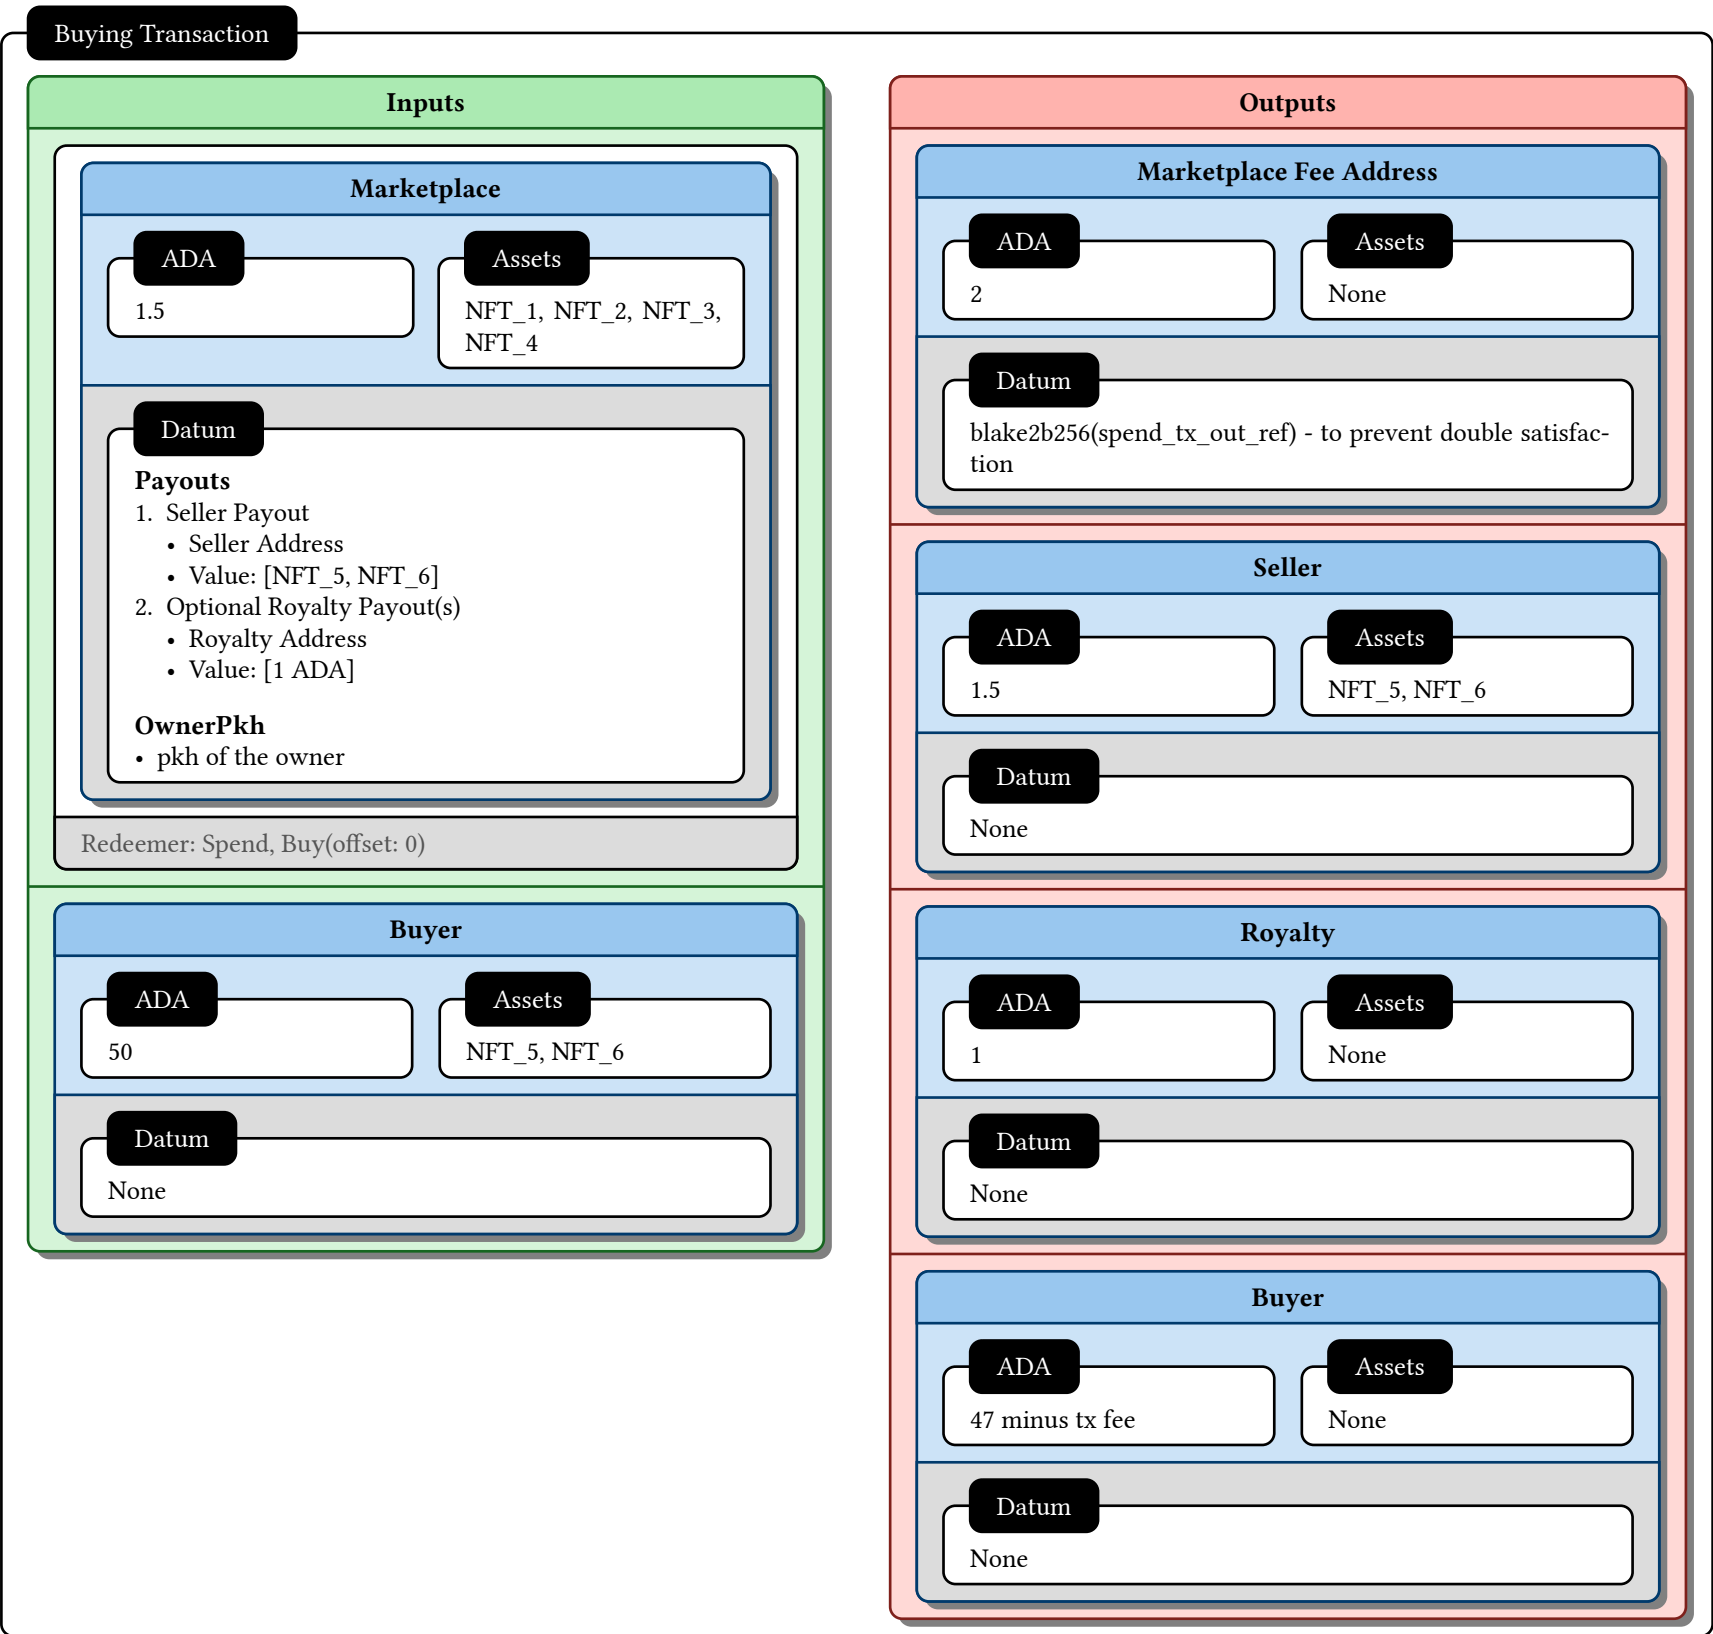 Buying Transaction
Inputs
Marketplace
ADA
1.5
Assets
NFT_1, NFT_2, NFT_3,
NFT_4
Datum
Payouts
1. Seller Payout
• Seller Address
• Value: [NFT_5, NFT_6]
2. Optional Royalty Payout(s)
• Royalty Address
• Value: [1 ADA]
OwnerPkh
• pkh of the owner
Redeemer: Spend, Buy(offset: 0)
Buyer
ADA
50
Assets
NFT_5, NFT_6
Datum
None
Outputs
Marketplace Fee Address
ADA
2
Assets
None
Datum
blake2b256(spend_tx_out_ref) - to prevent double satisfac-
tion
Seller
ADA
1.5
Assets
NFT_5, NFT_6
Datum
None
Royalty
ADA
1
Assets
None
Datum
None
Buyer
ADA
47 minus tx fee
Assets
None
Datum
None